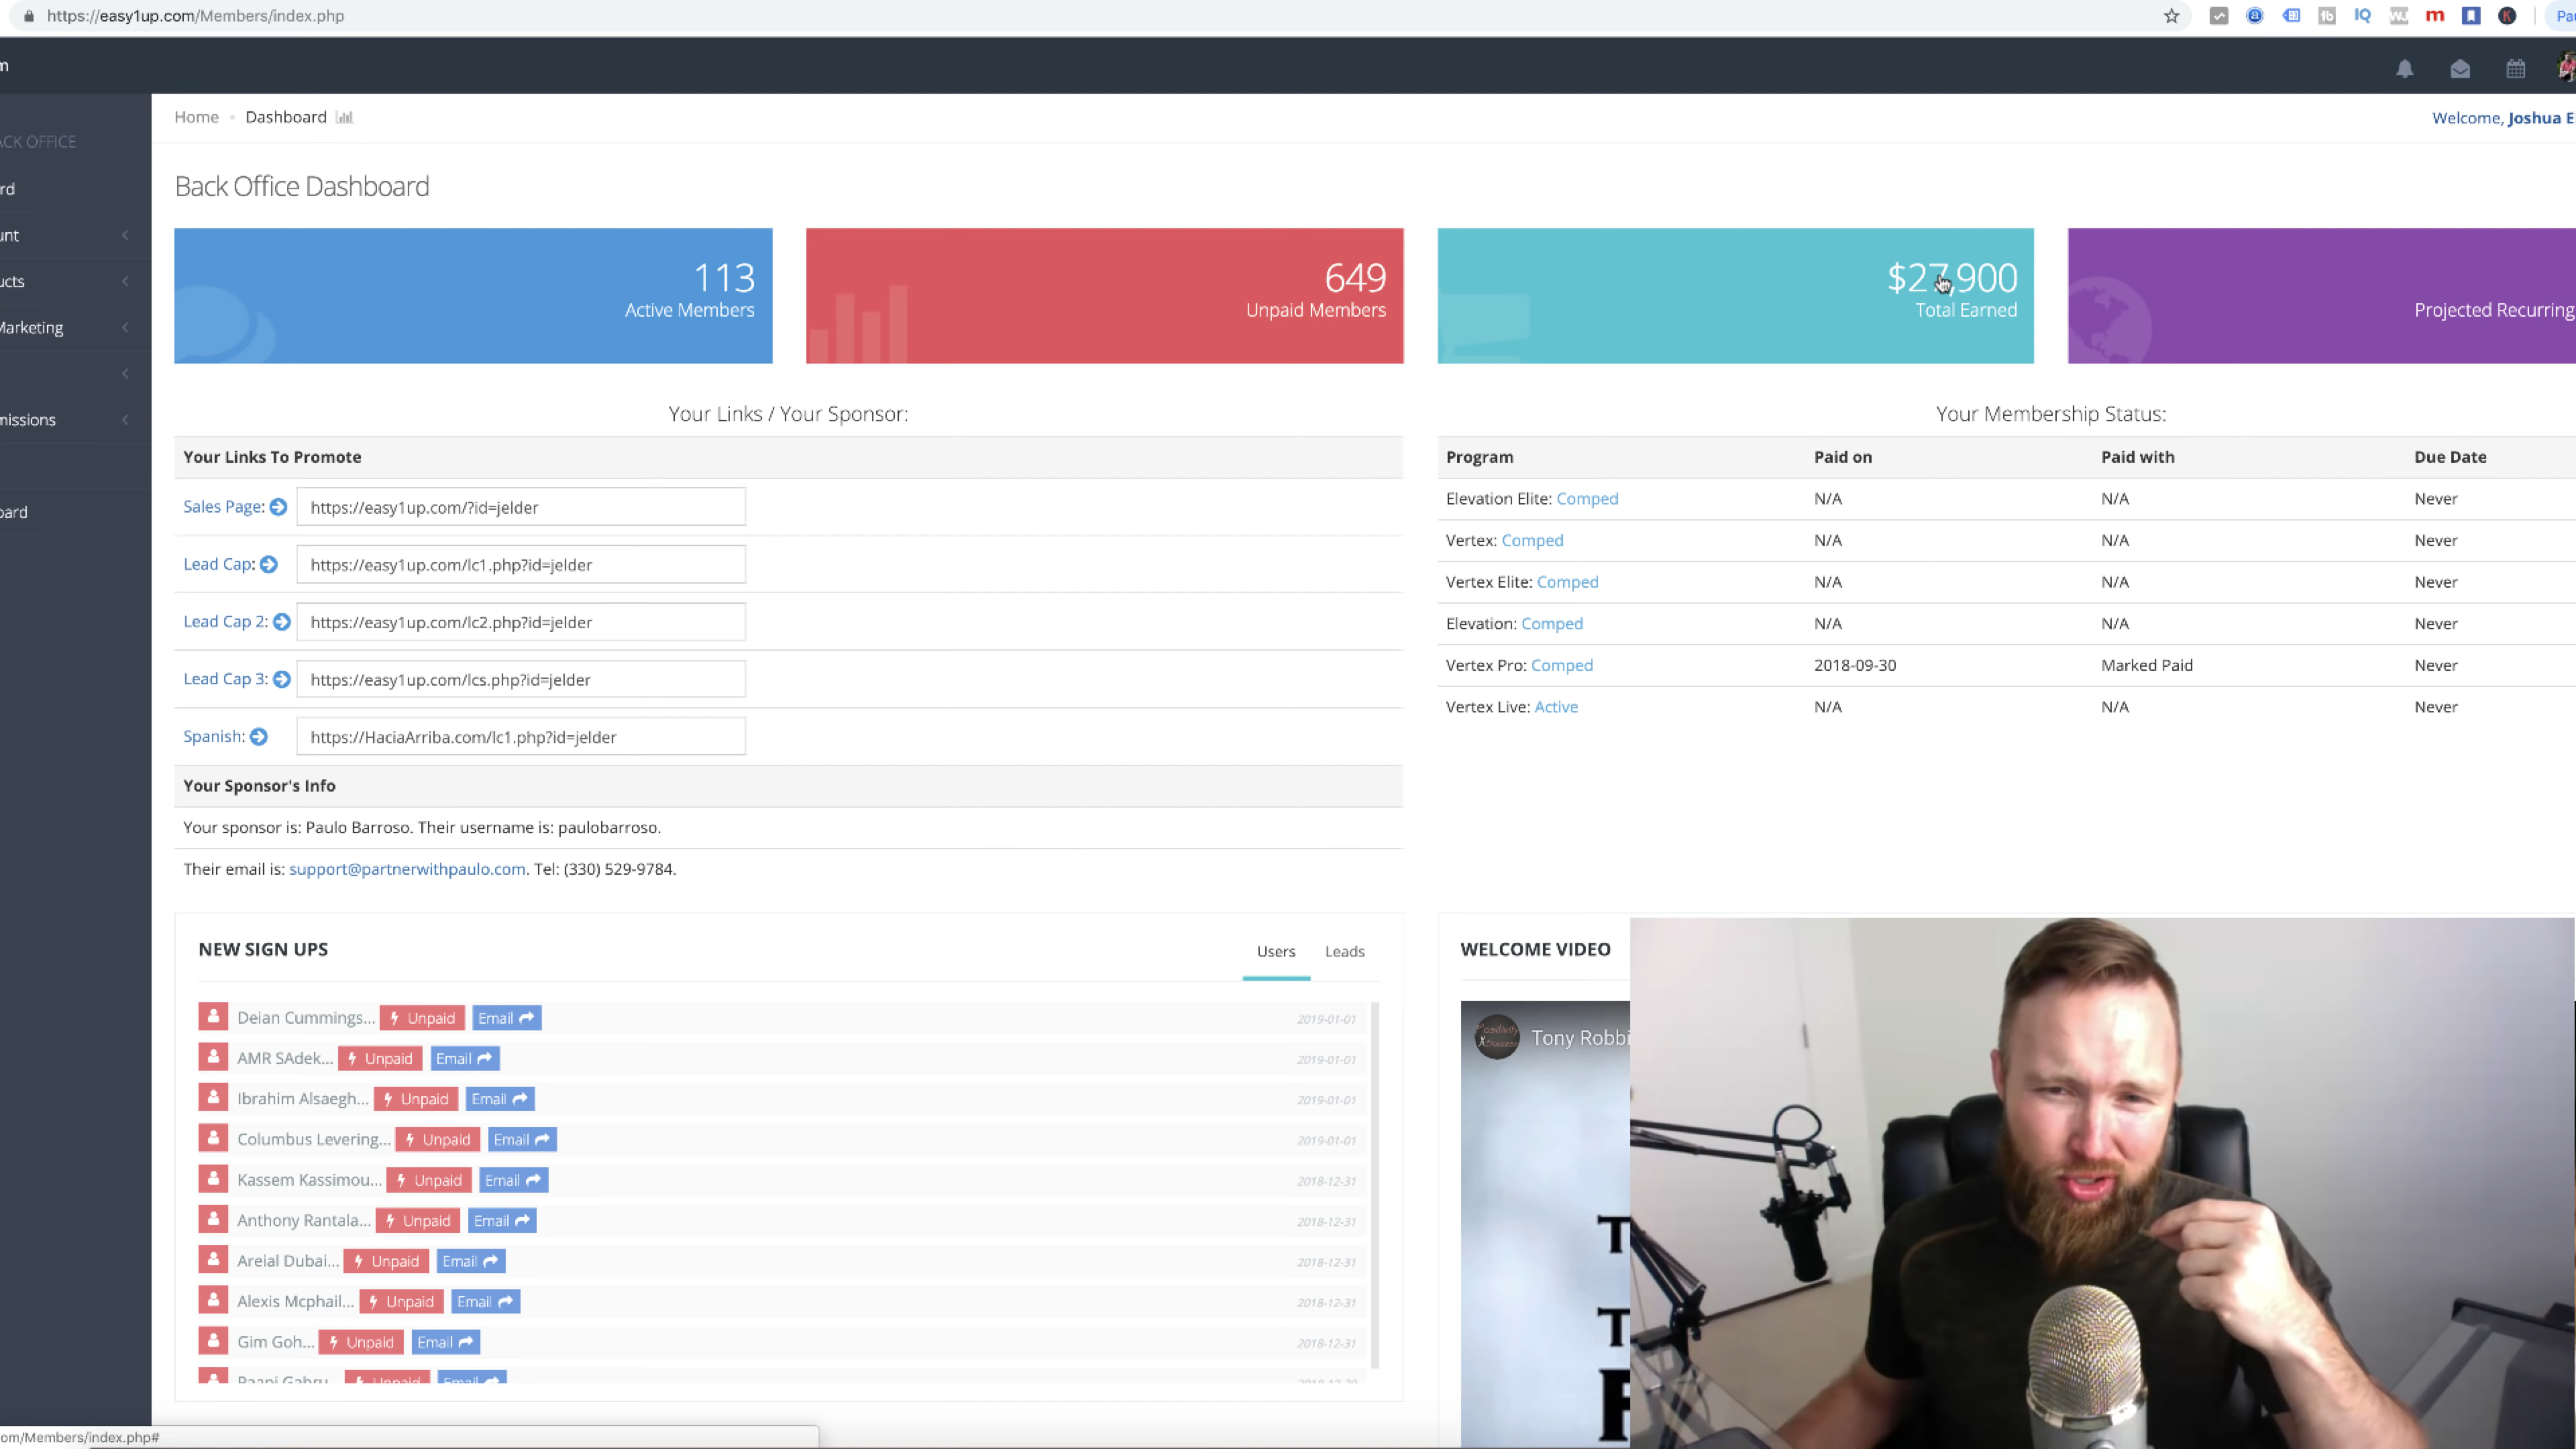 https://easy1up.com/Members/index.php
ACK OFFICE
Marketing
Home • Dashboard
Welcome, Joshua E
Back Office Dashboard
113
Active Members
649
Unpaid Members
$27,900
Total Earned
Projected Recurring
Your Links / Your Sponsor:
Your Links To Promote
Sales Page: https://easy1up.com/?id=jelder
Lead Cap: https://easy1up.com/lc1.php?id=jelder
Lead Cap 2: https://easy1up.com/lc2.php?id=jelder
Lead Cap 3: https://easy1up.com/lcs.php?id=jelder
Spanish: https://HaciaArriba.com/lc1.php?id=jelder
Your Sponsor's Info
Your sponsor is: Paulo Barroso. Their username is: paulobarroso.
Their email is: support@partnerwithpaulo.com. Tel: (330) 529-9784.
Your Membership Status:
Program Paid on Paid with Due Date
Elevation Elite: Comped N/A N/A Never
Vertex: Comped N/A N/A Never
Vertex Elite: Comped N/A N/A Never
Elevation: Comped N/A N/A Never
Vertex Pro: Comped 2018-09-30 Marked Paid Never
Vertex Live: Active N/A N/A Never
NEW SIGN UPS Users Leads
Deian Cummings... Unpaid Email 2019-01-01
AMR SAdek... Unpaid Email 2019-01-01
Ibrahim Alsaegh... Unpaid Email 2019-01-01
Columbus Levering... Unpaid Email 2019-01-01
Kassem Kassimou... Unpaid Email 2018-12-31
Anthony Rantala... Unpaid Email 2018-12-31
Areial Dubai... Unpaid Email 2018-12-31
Alexis Mcphail... Unpaid Email 2018-12-31
Gim Goh... Unpaid Email 2018-12-31
WELCOME VIDEO
Tony Robbi
om/Members/index.php#